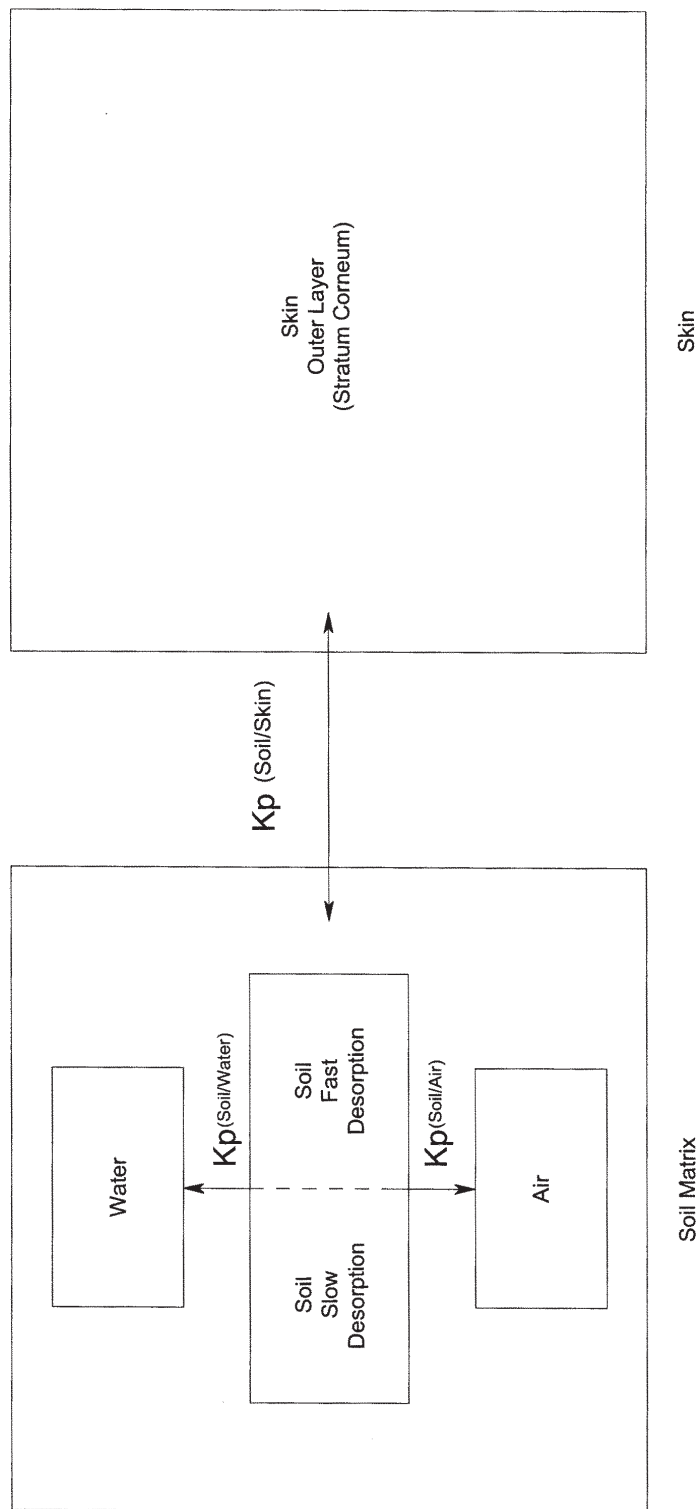 Water
Kp(Soil/Water)
Soil
Slow
Desorption
Soil
Fast
Desorption
Kp(Soil/Air)
Air
Soil Matrix
Kp (Soil/Skin)
Skin
Outer Layer
(Stratum Corneum)
Skin